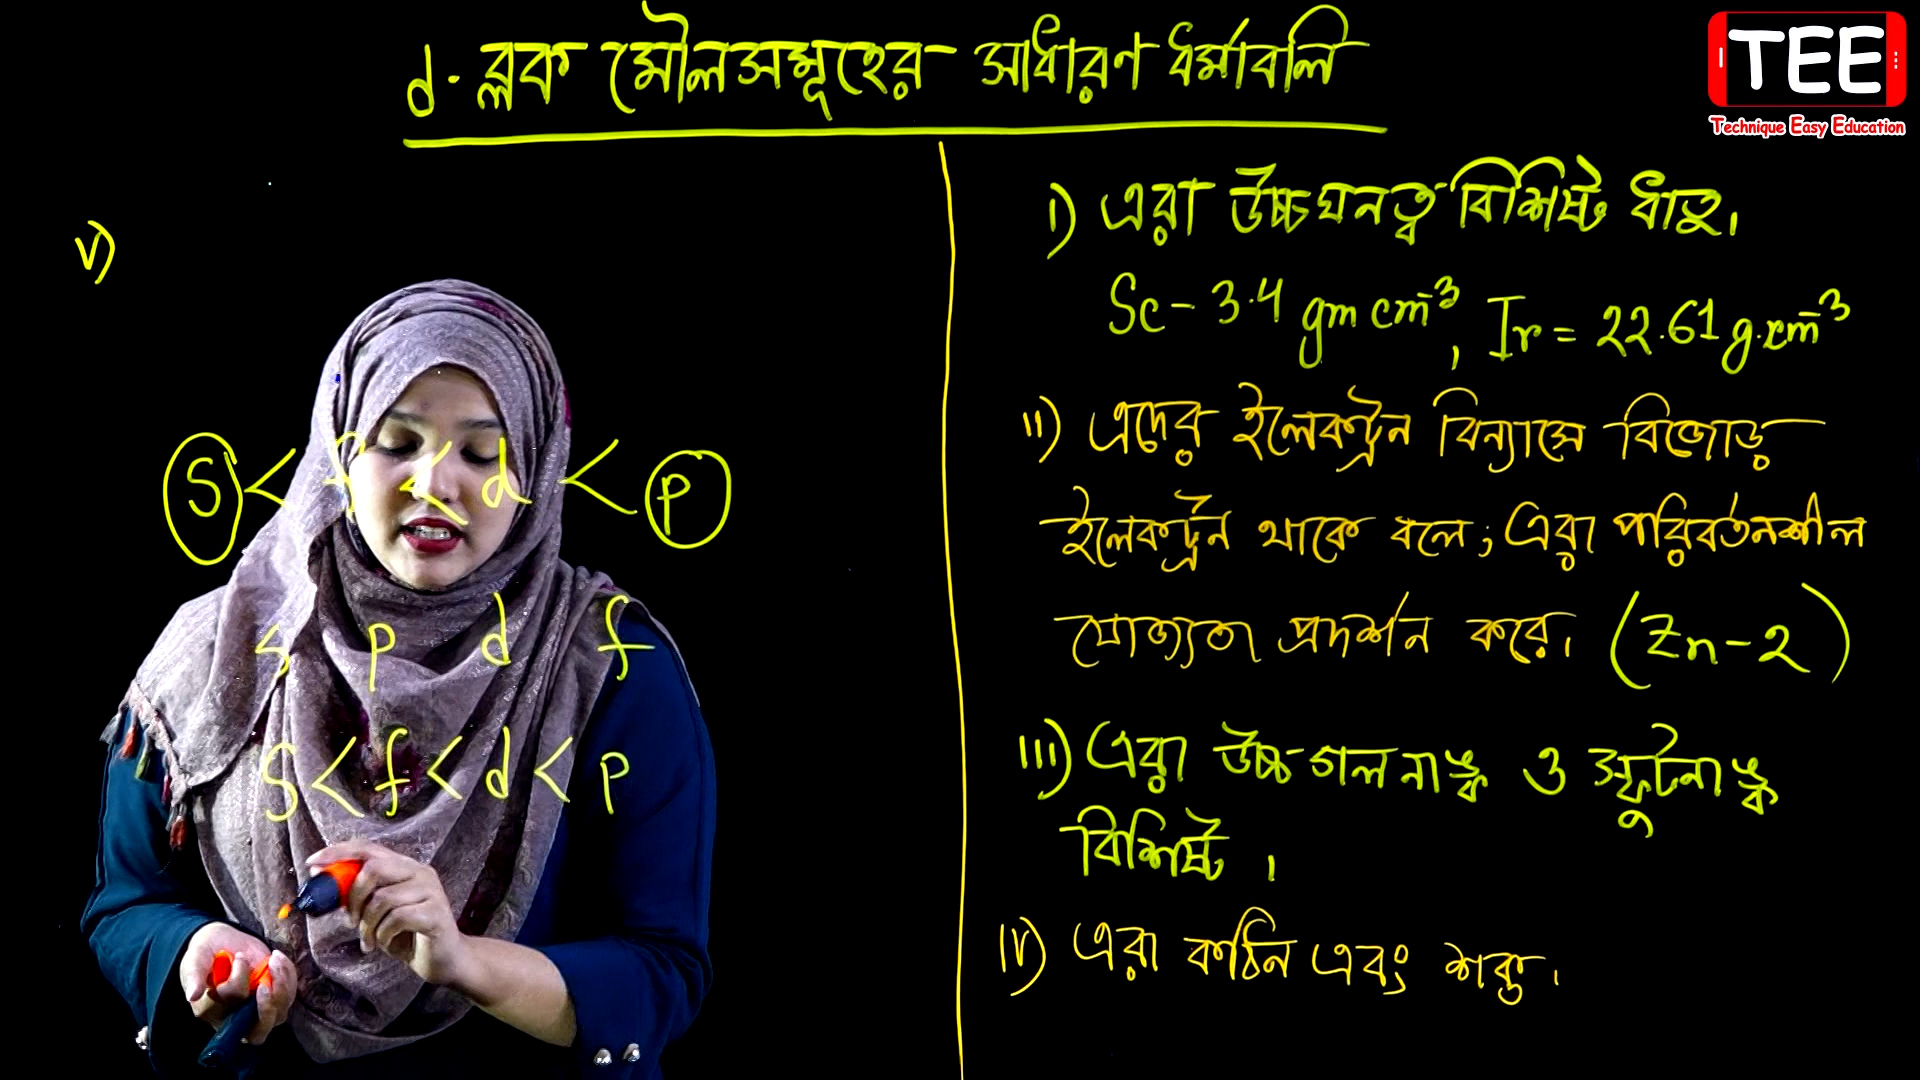 d-ব্লক মৌলসমূহের সাধারণ ধর্মাবলি
TEE
Technique Easy Education
i) এরা উচ্চঘনত্ব বিশিষ্ট ধাতু।
Sc - 3.4 gm cm⁻³, Ir = 22.61 g.cm⁻³
ii) এদের ইলেকট্রন বিন্যাসে বিজোড়
ইলেকট্রন থাকে বলে; এরা পরিবর্তনশীল
যোজ্যতা প্রদর্শন করে। (Zn-2)
iii) এরা উচ্চ গলনাঙ্ক ও স্ফুটনাঙ্ক
বিশিষ্ট।
iv) এরা কঠিন এবং শক্ত।
v)
S < f < d < p
s p d f
S < f < d < p